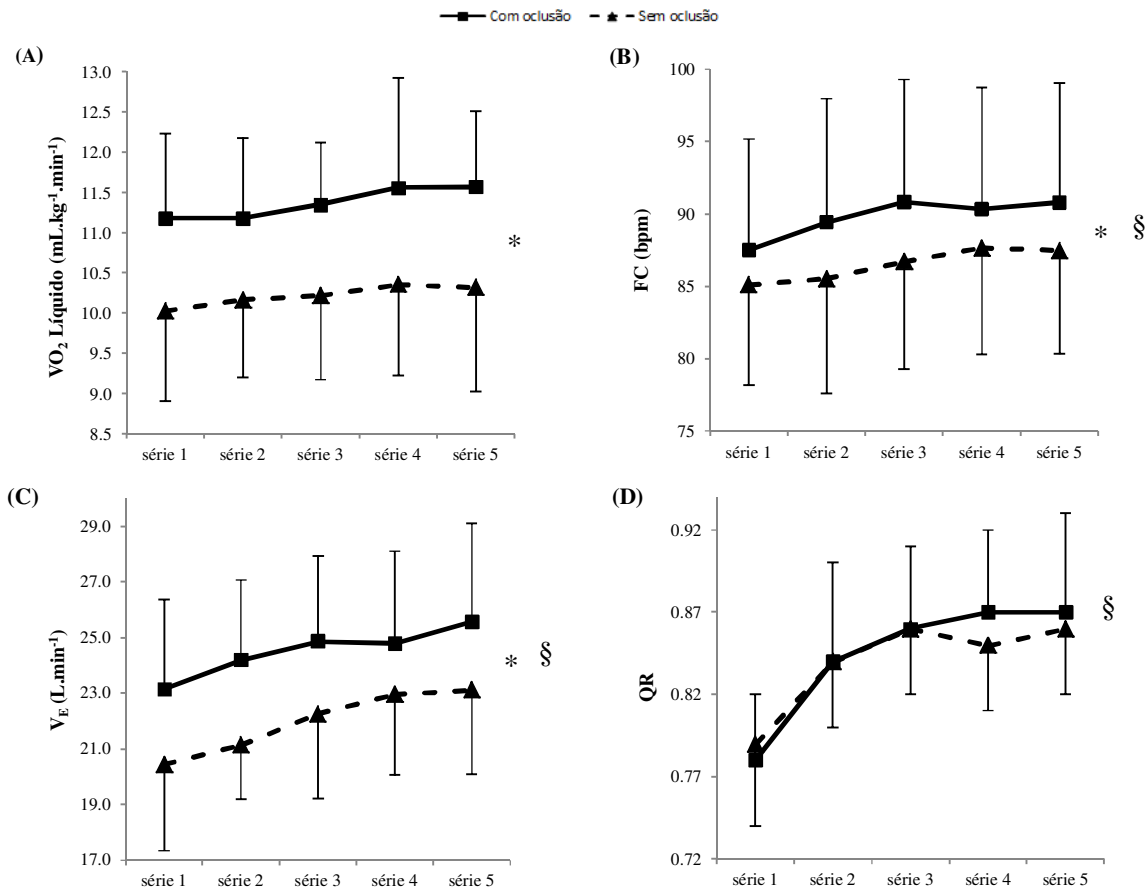 Com oclusão Sem oclusão
(A)
VO₂ Líquido (mL.kg⁻¹.min⁻¹)
13.0
12.5
12.0
11.5
11.0
10.5
10.0
9.5
9.0
8.5
*
série 1 série 2 série 3 série 4 série 5
(B)
FC (bpm)
100
95
90
85
80
75
* §
série 1 série 2 série 3 série 4 série 5
(C)
V_E (L.min⁻¹)
29.0
27.0
25.0
23.0
21.0
19.0
17.0
* §
série 1 série 2 série 3 série 4 série 5
(D)
QR
0.92
0.87
0.82
0.77
0.72
§
série 1 série 2 série 3 série 4 série 5